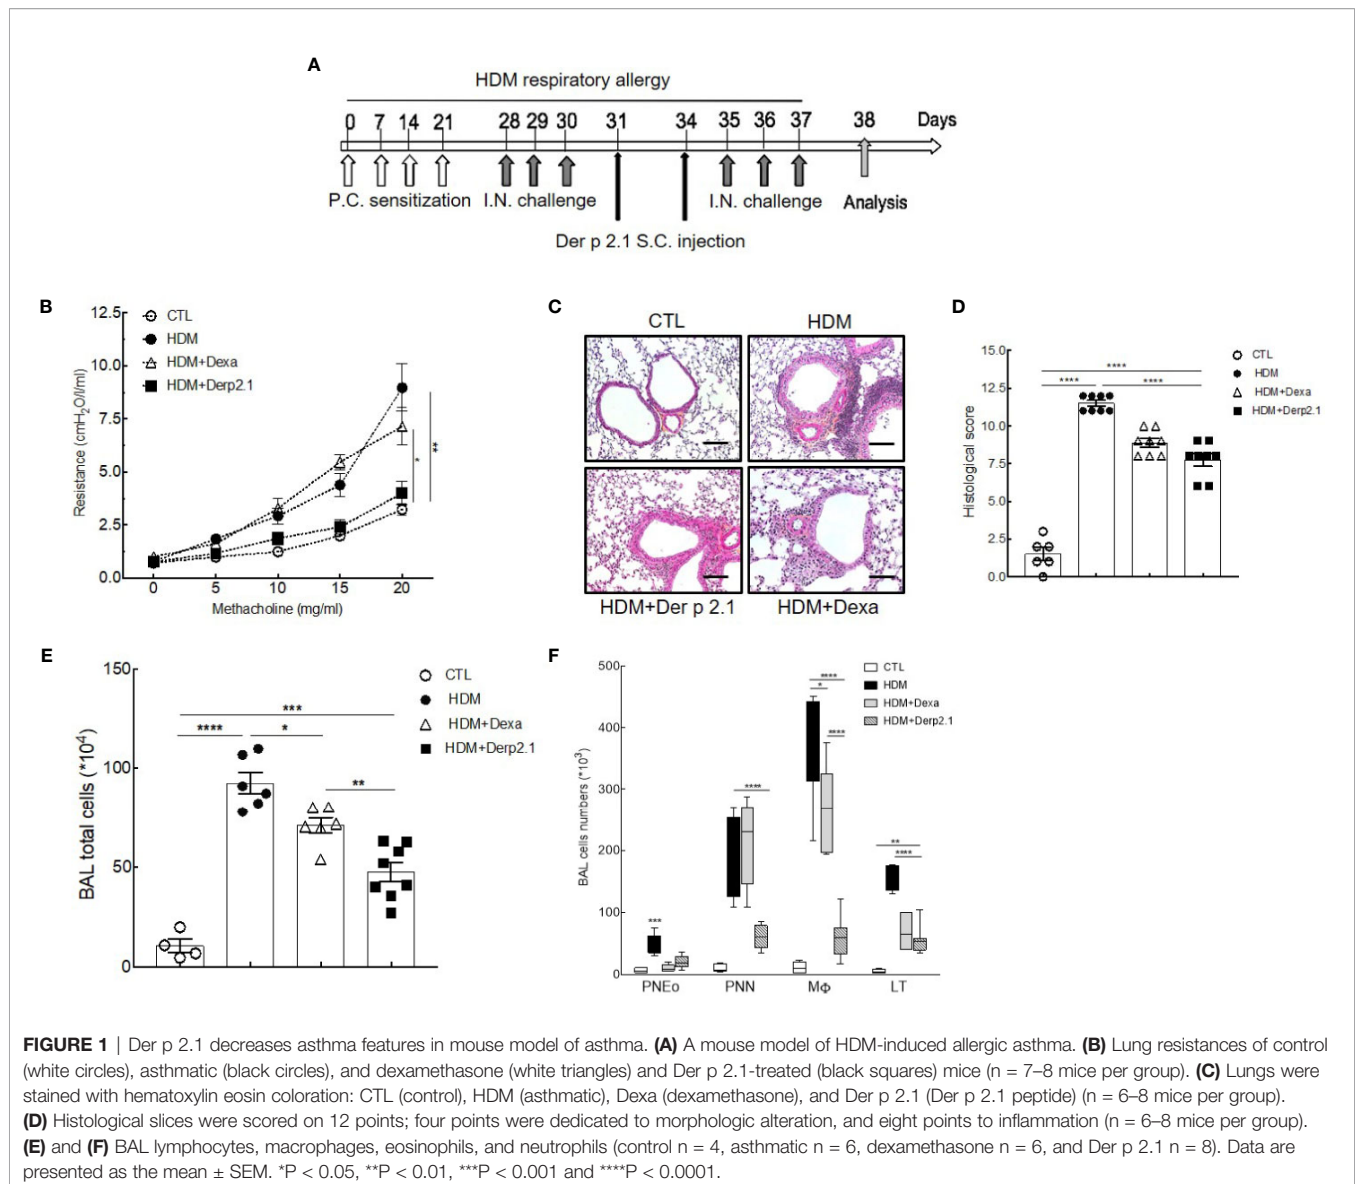 A
HDM respiratory allergy
0 7 14 21 28 29 30 31 34 35 36 37 38 Days
P.C. sensitization I.N. challenge I.N. challenge Analysis
Der p 2.1 S.C. injection
B
CTL
HDM
HDM+Dexa
HDM+Derp2.1
Resistance (cmH2O/l/ml)
12.5
10.0
7.5
5.0
2.5
0.0
*
**
0 5 10 15 20
Methacholine (mg/ml)
C
CTL HDM
HDM+Der p 2.1 HDM+Dexa
D
Histological score
15.0
12.5
10.0
7.5
5.0
2.5
0.0
****
**** ****
CTL
HDM
HDM+Dexa
HDM+Derp2.1
E
BAL total cells (*10⁴)
150
100
50
0
***
**** *
**
CTL
HDM
HDM+Dexa
HDM+Derp2.1
F
BAL cells numbers (*10³)
500
400
300
200
100
0
***
****
****
*
****
**
****
CTL
HDM
HDM+Dexa
HDM+Derp2.1
PNEo PNN MΦ LT
FIGURE 1 | Der p 2.1 decreases asthma features in mouse model of asthma. (A) A mouse model of HDM-induced allergic asthma. (B) Lung resistances of control
(white circles), asthmatic (black circles), and dexamethasone (white triangles) and Der p 2.1-treated (black squares) mice (n = 7–8 mice per group). (C) Lungs were
stained with hematoxylin eosin coloration: CTL (control), HDM (asthmatic), Dexa (dexamethasone), and Der p 2.1 (Der p 2.1 peptide) (n = 6–8 mice per group).
(D) Histological slices were scored on 12 points; four points were dedicated to morphologic alteration, and eight points to inflammation (n = 6–8 mice per group).
(E) and (F) BAL lymphocytes, macrophages, eosinophils, and neutrophils (control n = 4, asthmatic n = 6, dexamethasone n = 6, and Der p 2.1 n = 8). Data are
presented as the mean ± SEM. *P < 0.05, **P < 0.01, ***P < 0.001 and ****P < 0.0001.